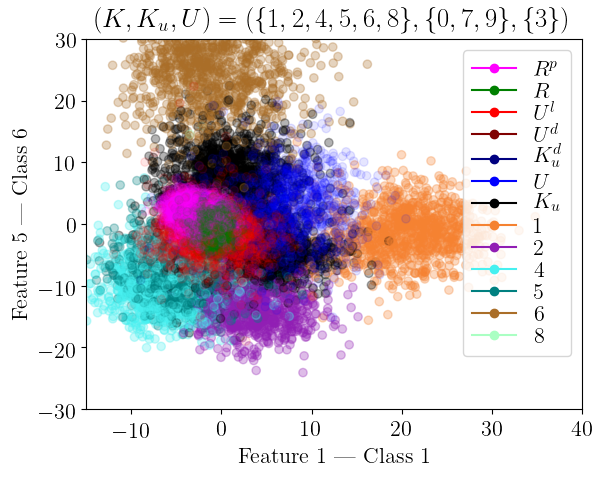 (K, K_u, U) = ({1, 2, 4, 5, 6, 8}, {0, 7, 9}, {3})
30
20
10
0
−10
−20
−30
Feature 5 — Class 6
−10
0
10
20
30
40
Feature 1 — Class 1
R^p
R
U^l
U^d
K_u^d
U
K_u
1
2
4
5
6
8